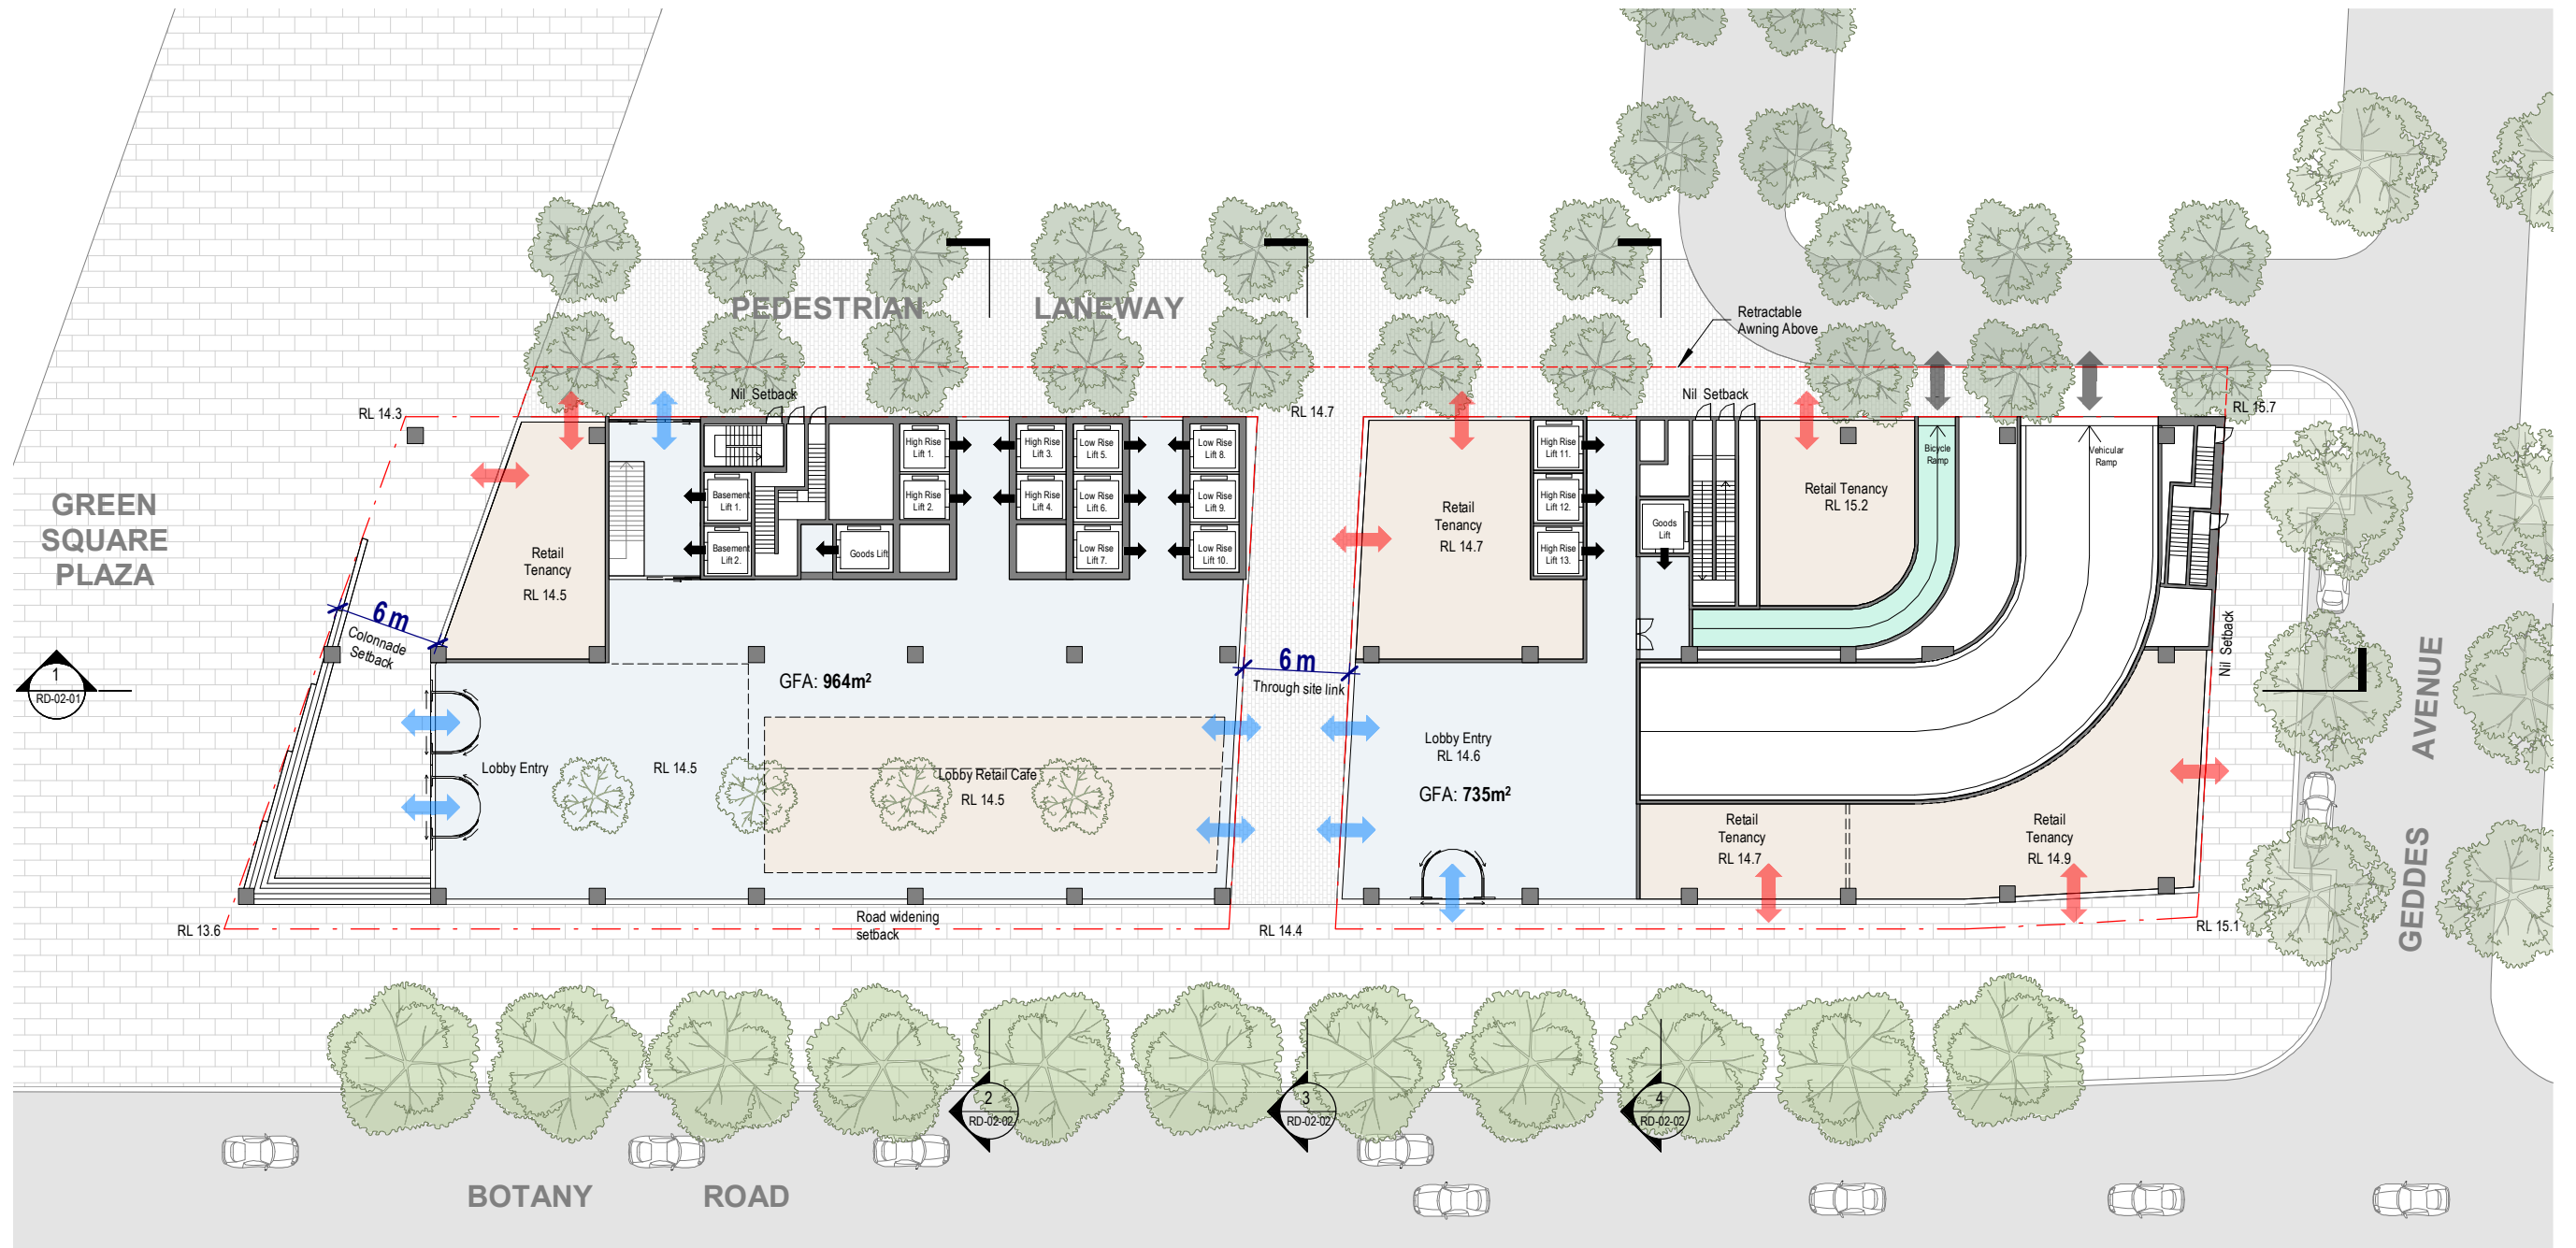 PEDESTRIAN LANEWAY
Retractable
Awning Above
Nil Setback
Nil Setback
RL 14.3
RL 14.7
RL 15.7
High Rise
Lift 1.
High Rise
Lift 3.
Low Rise
Lift 5.
Low Rise
Lift 8.
High Rise
Lift 11.
Bicycle
Ramp
Vehicular
Ramp
Basement
Lift 1.
High Rise
Lift 2.
High Rise
Lift 4.
Low Rise
Lift 6.
Low Rise
Lift 9.
High Rise
Lift 12.
Retail
Tenancy
RL 14.7
Retail Tenancy
RL 15.2
GREEN
SQUARE
PLAZA
Retail
Tenancy
RL 14.5
Basement
Lift 2.
Goods Lift
Low Rise
Lift 7.
Low Rise
Lift 10.
High Rise
Lift 13.
Goods
Lift
6m
Colonnade
Setback
6m
Through site link
Nil Setback
1
RD-02-01
GFA: 964m²
Lobby Entry
RL 14.5
Lobby Retail Cafe
RL 14.5
Lobby Entry
RL 14.6
GFA: 735m²
Retail
Tenancy
RL 14.7
Retail
Tenancy
RL 14.9
GEDDES AVENUE
RL 13.6
Road widening
setback
RL 14.4
RL 15.1
2
RD-02-02
3
RD-02-02
4
RD-02-02
BOTANY ROAD